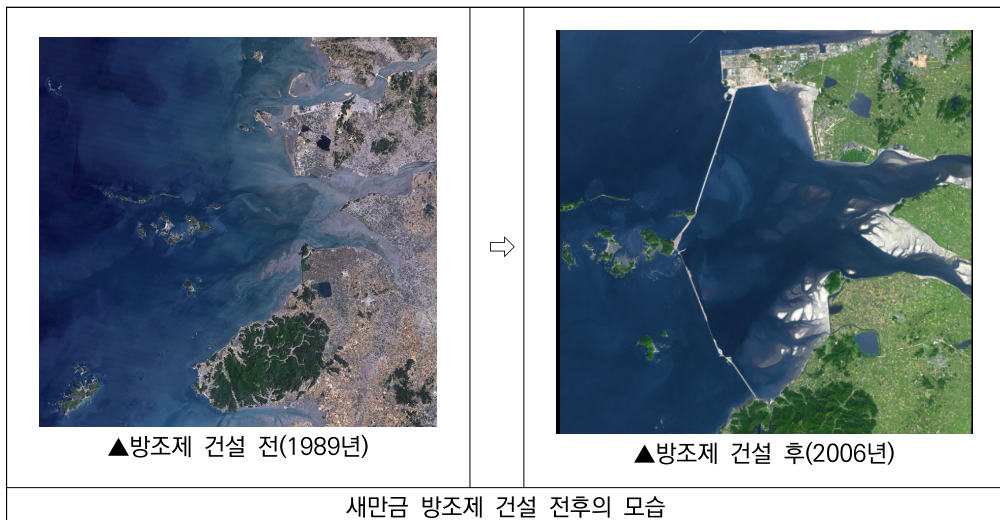 ▲방조제 건설 전(1989년)
⇨
▲방조제 건설 후(2006년)
새만금 방조제 건설 전후의 모습